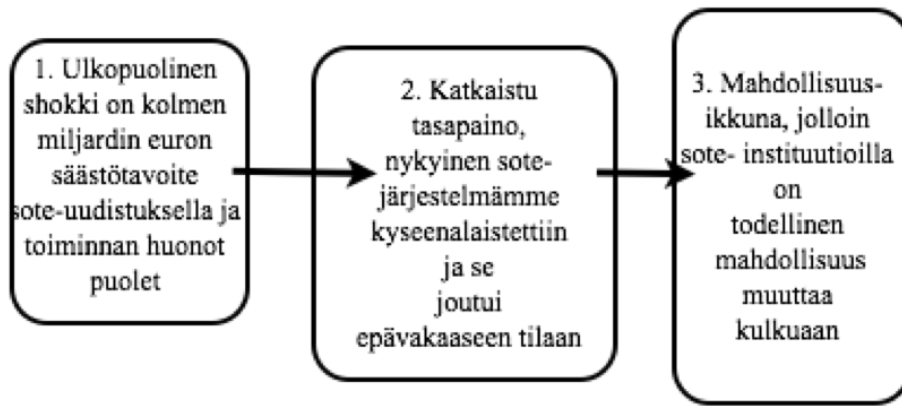 1. Ulkopuolinen
shokki on kolmen
miljardin euron
säästötavoite
sote-uudistuksella ja
toiminnan huonot
puolet
2. Katkaistu
tasapaino,
nykyinen sote-
järjestelmämme
kyseenalaistettiin
ja se
joutui
epävakaaseen tilaan
3. Mahdollisuus-
ikkuna, jolloin
sote- instituutioilla
on
todellinen
mahdollisuus
muuttaa
kulkuaan